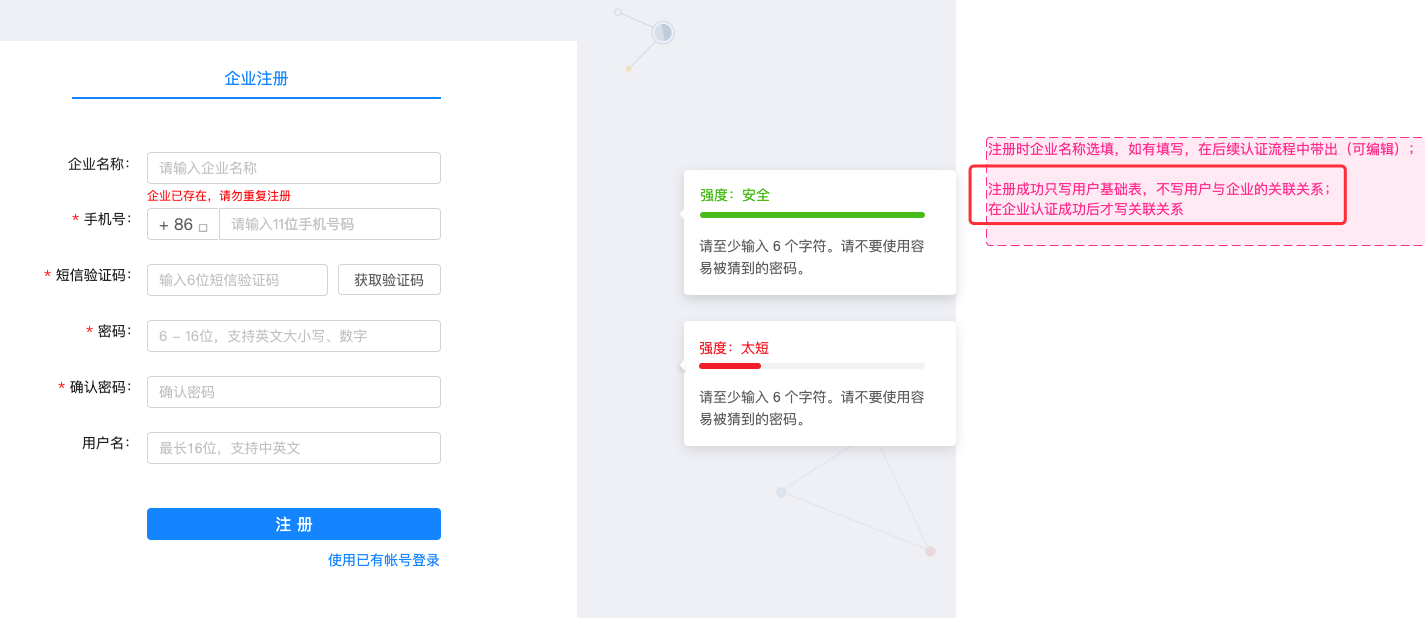 企业注册
企业名称:
请输入企业名称
企业已存在，请勿重复注册
* 手机号:
+ 86
请输入11位手机号码
* 短信验证码:
输入6位短信验证码
获取验证码
* 密码:
6 – 16位，支持英文大小写、数字
* 确认密码:
确认密码
用户名:
最长16位，支持中英文
注 册
使用已有帐号登录
强度：安全
请至少输入 6 个字符。请不要使用容
易被猜到的密码。
强度：太短
请至少输入 6 个字符。请不要使用容
易被猜到的密码。
注册时企业名称选填，如有填写，在后续认证流程中带出（可编辑）；
注册成功只写用户基础表，不写用户与企业的关联关系；
在企业认证成功后才写关联关系